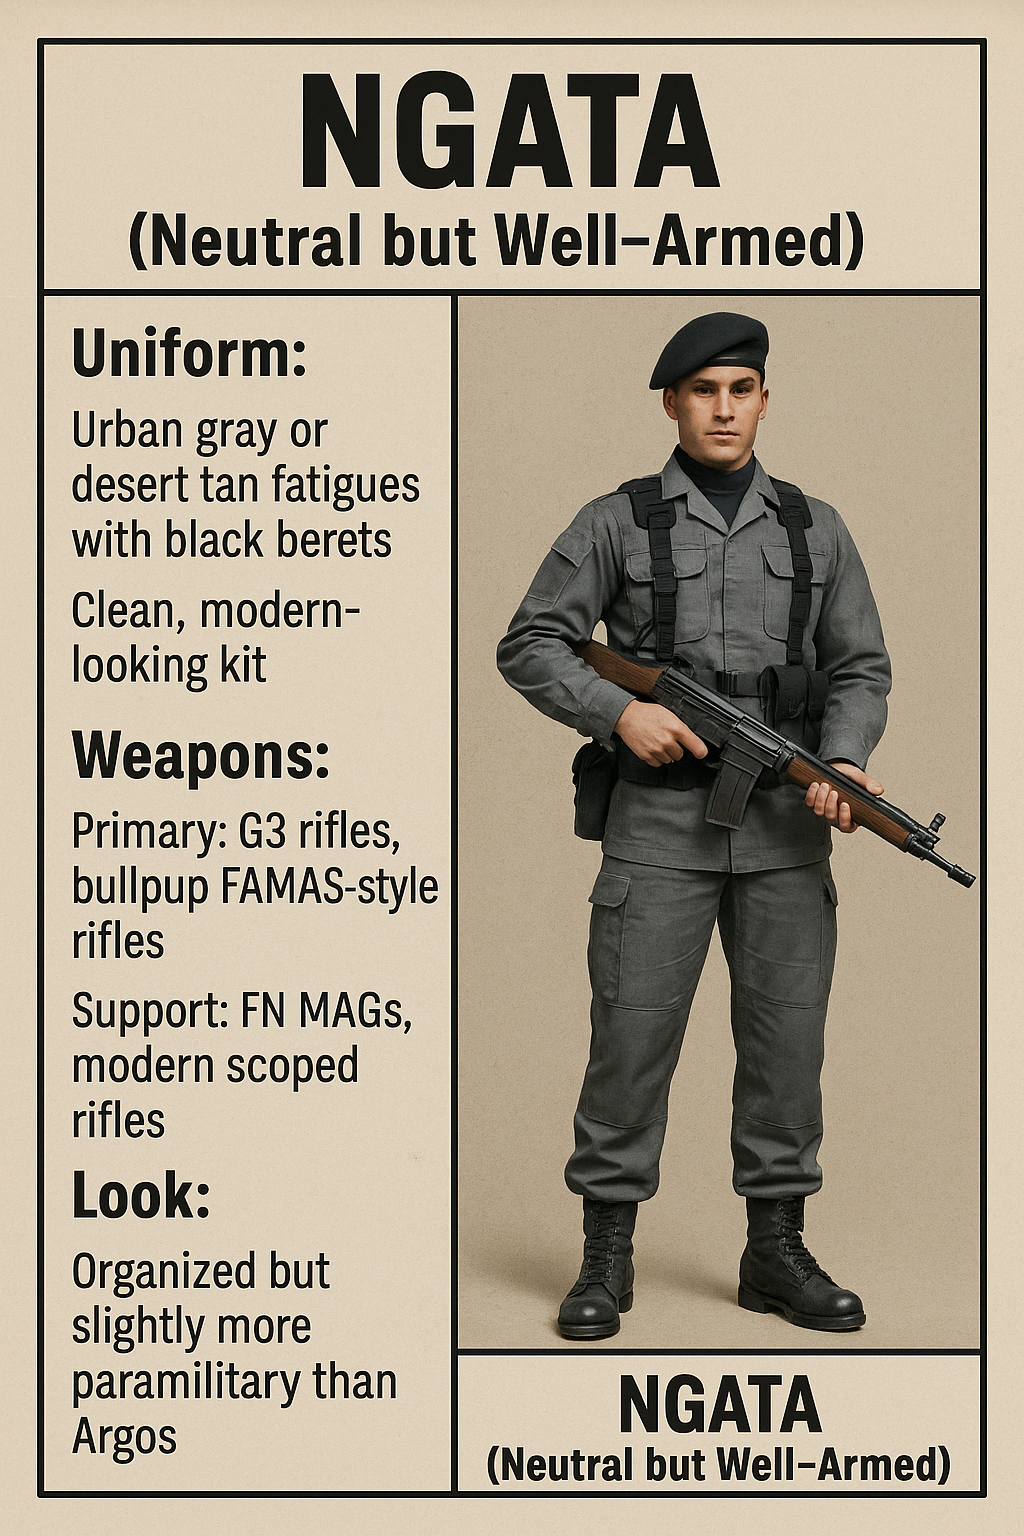 NGATA
(Neutral but Well–Armed)
Uniform:
Urban gray or
desert tan fatigues
with black berets
Clean, modern-
looking kit
Weapons:
Primary: G3 rifles,
bullpup FAMAS-style
rifles
Support: FN MAGs,
modern scoped
rifles
Look:
Organized but
slightly more
paramilitary than
Argos
NGATA
(Neutral but Well–Armed)